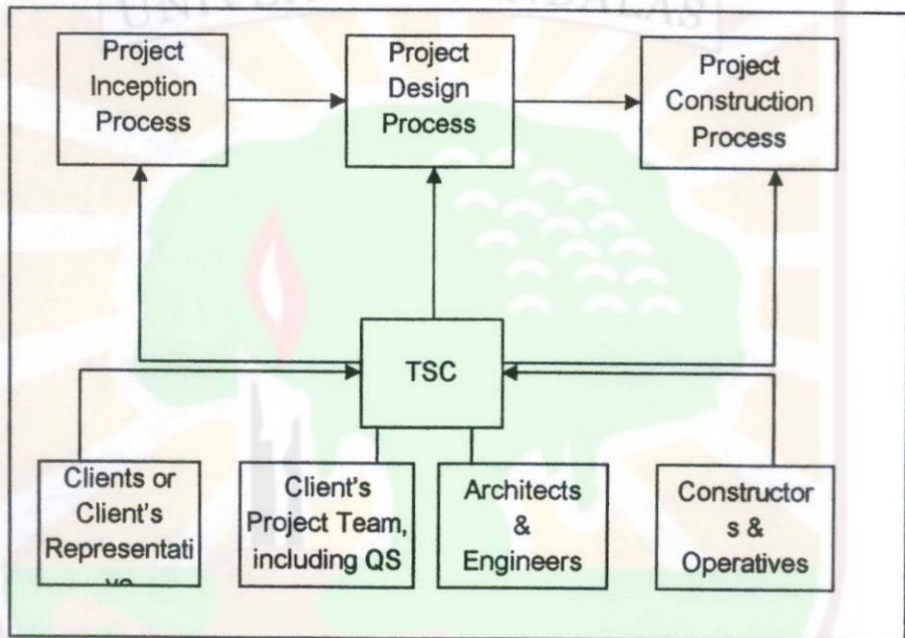 Project
Inception
Process
Project
Design
Process
Project
Construction
Process
TSC
Clients or
Client's
Representati
Client's
Project Team,
including QS
Architects
&
Engineers
Constructor
s &
Operatives